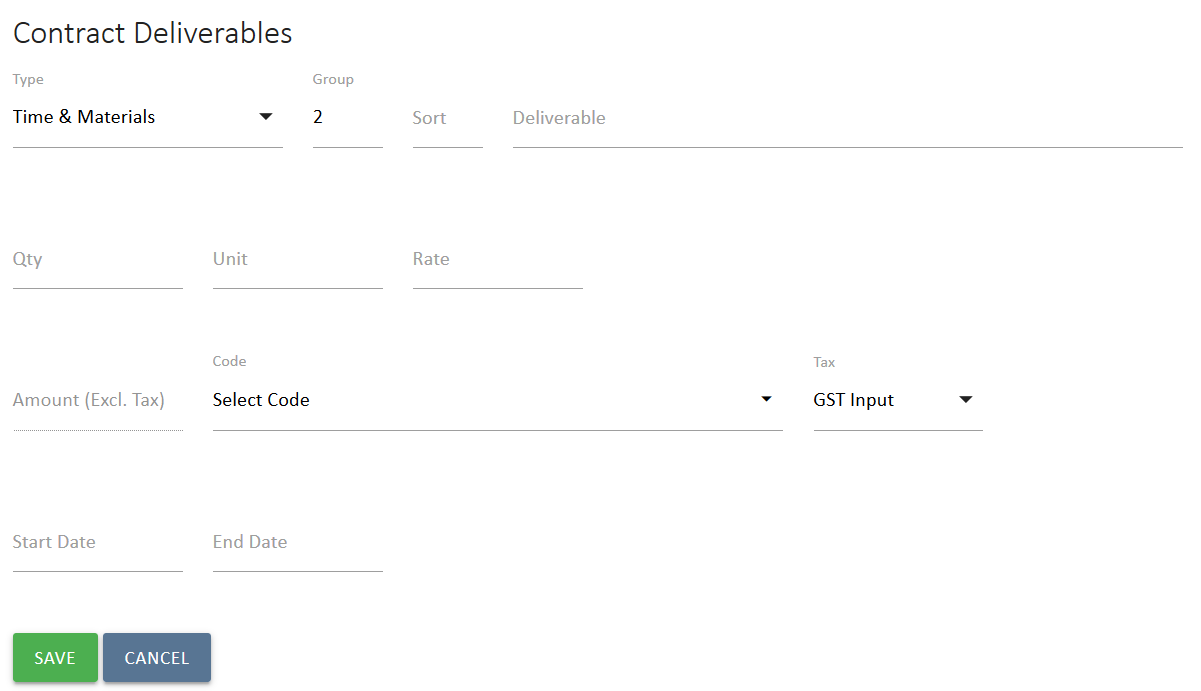 Contract Deliverables
Type Group
Time & Materials 2 Sort Deliverable
Qty Unit Rate
Code Tax
Amount (Excl. Tax) Select Code GST Input
Start Date End Date
SAVE CANCEL